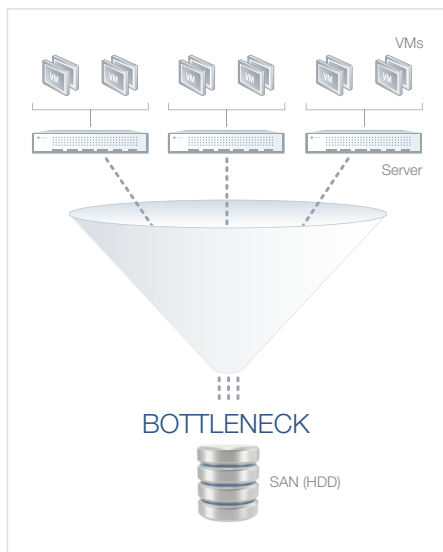 VMs
VM VM VM VM VM VM
Server
BOTTLENECK
SAN (HDD)